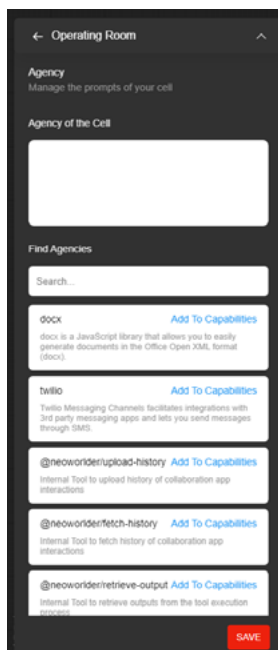 ← Operating Room
Agency
Manage the prompts of your cell
Agency of the Cell
Find Agencies
Search...
docx Add To Capabilities
docx is a JavaScript library that allows you to easily
generate documents in the Office Open XML format
(docx).
twilio Add To Capabilities
Twilio Messaging Channels facilitates integrations with
3rd party messaging apps and lets you send messages
through SMS.
@neoworlder/upload-history Add To Capabilities
Internal Tool to upload history of collaboration app
interactions
@neoworlder/fetch-history Add To Capabilities
Internal Tool to fetch history of collaboration app
interactions
@neoworlder/retrieve-output Add To Capabilities
Internal Tool to retrieve outputs from the tool execution
process
SAVE